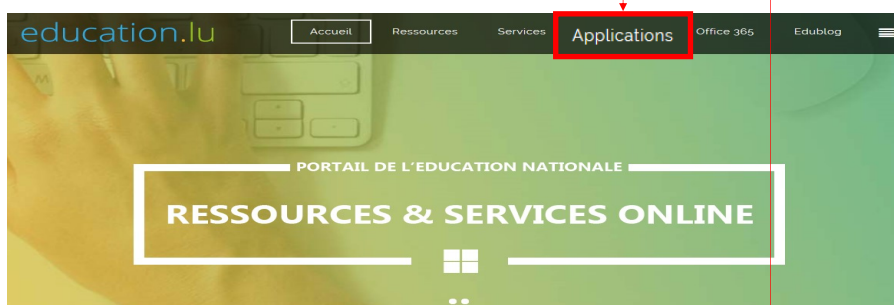 education.lu Accueil Ressources Services Applications Office 365 Edublog
PORTAIL DE L'EDUCATION NATIONALE
RESSOURCES & SERVICES ONLINE